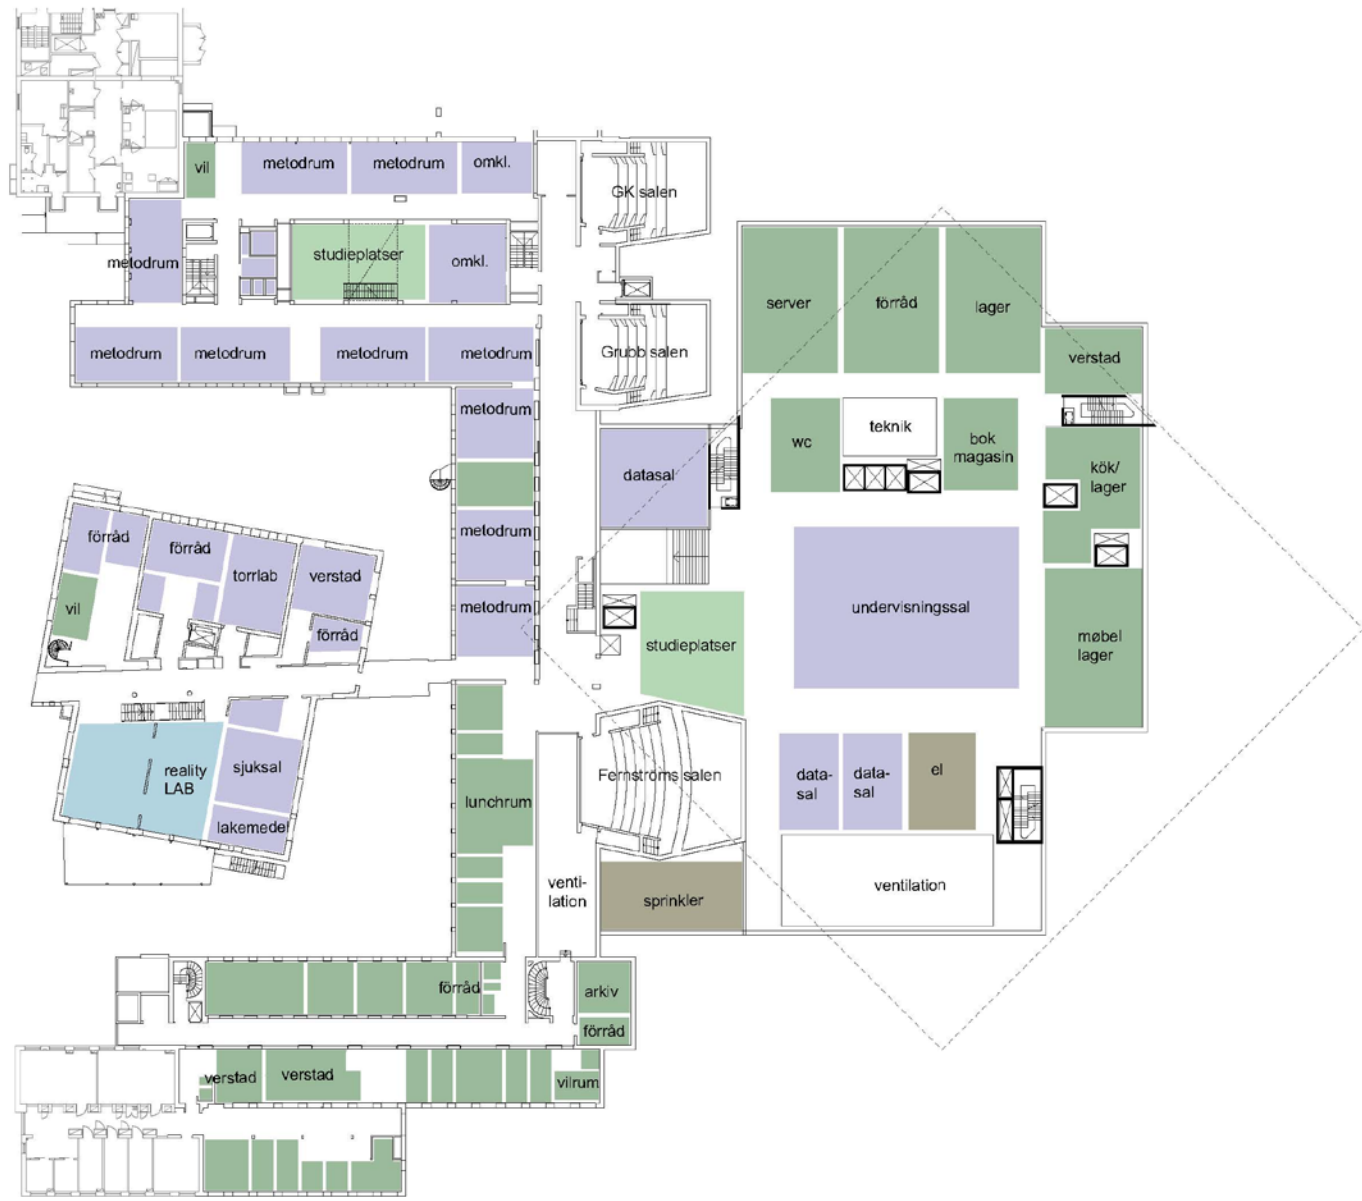 vil
metodrum
metodrum
omkl.
GK salen
metodrum
studieplatser
omkl.
server
förråd
lager
metodrum
metodrum
metodrum
metodrum
Grubb salen
verstad
metodrum
wc
teknik
bok
magasin
datasal
kök/
lager
förråd
förråd
torrlab
verstad
metodrum
vil
förråd
metodrum
undervisningssal
studieplatser
møbel
lager
reality
LAB
sjuksal
lakemedel
lunchrum
Fernströms salen
data-
sal
data-
sal
el
venti-
lation
sprinkler
ventilation
förråd
arkiv
förråd
verstad
verstad
vilrum